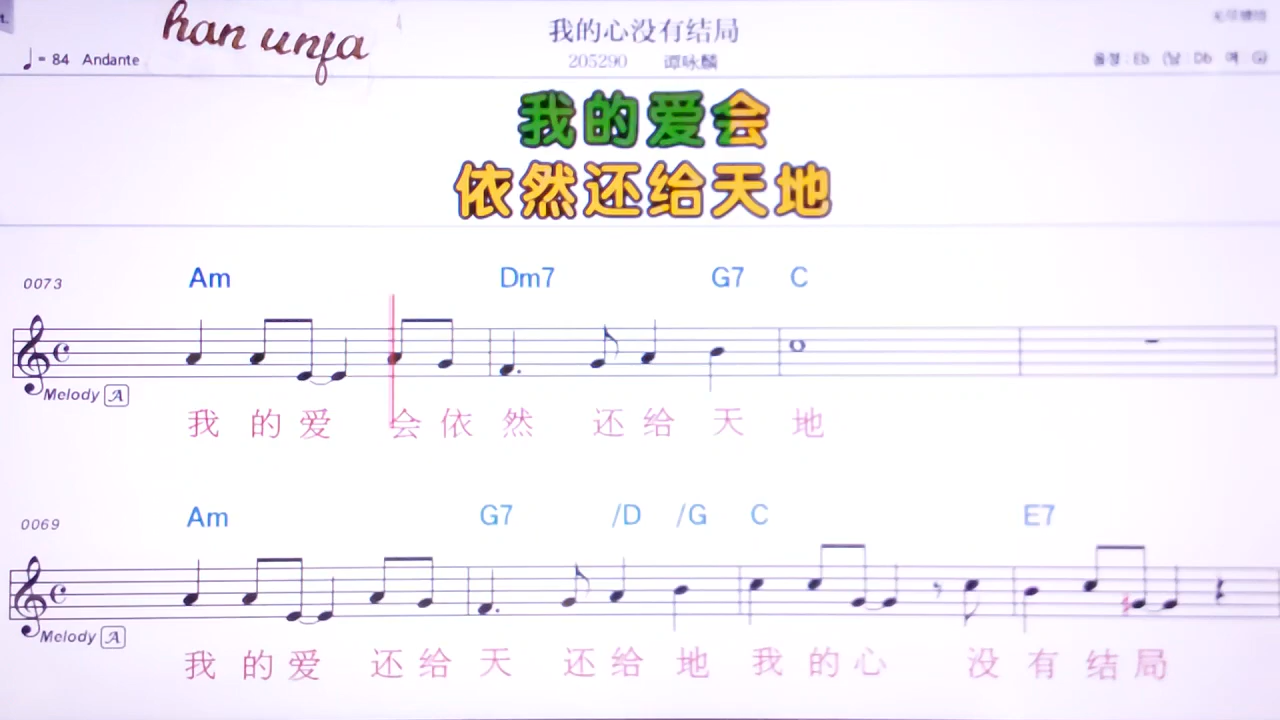 han unja
我的心没有结局
♩= 84 Andante
205290 谭咏麟
我的爱会
依然还给天地
0073
Am Dm7 G7 C
Melody A
我 的 爱 会 依 然 还 给 天 地
0069
Am G7 /D /G C E7
Melody A
我 的 爱 还 给 天 还 给 地 我 的 心 没 有 结 局